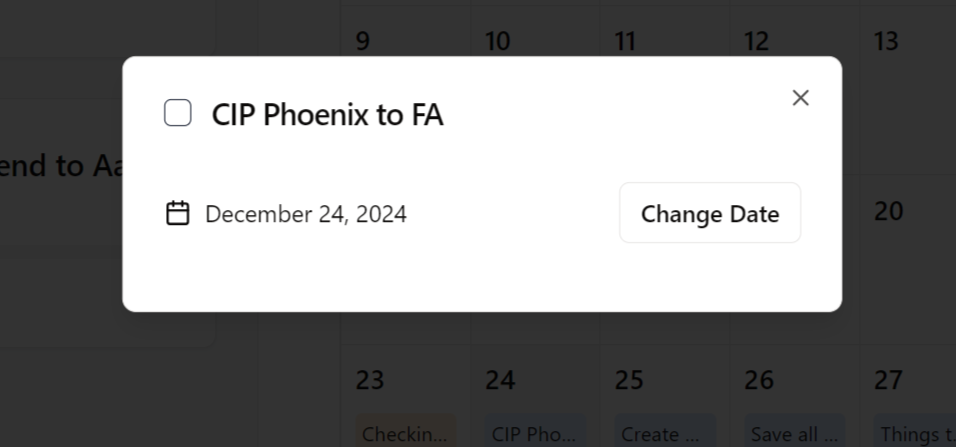 9 10 11 12 13
CIP Phoenix to FA
end to Aa
December 24, 2024 Change Date
20
23 24 25 26 27
Checkin... CIP Pho... Create ... Save all ... Things t